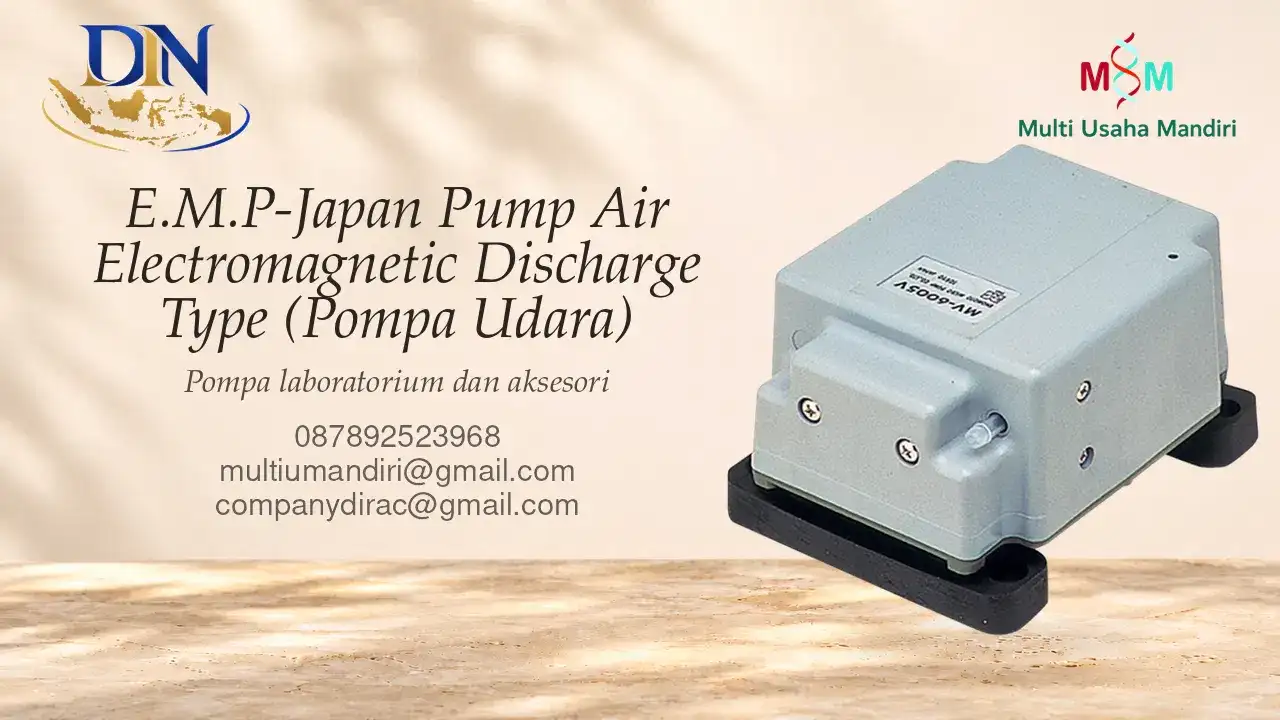 DIN
M M
Multi Usaha Mandiri
E.M.P-Japan Pump Air
Electromagnetic Discharge
Type (Pompa Udara)
Pompa laboratorium dan aksesori
087892523968
multiumandiri@gmail.com
companydirac@gmail.com
MV-6005V